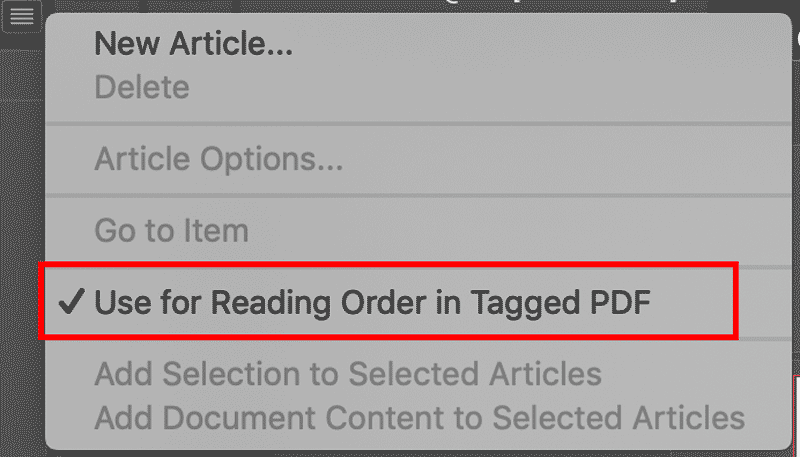 New Article...
Delete
Article Options...
Go to Item
✓ Use for Reading Order in Tagged PDF
Add Selection to Selected Articles
Add Document Content to Selected Articles